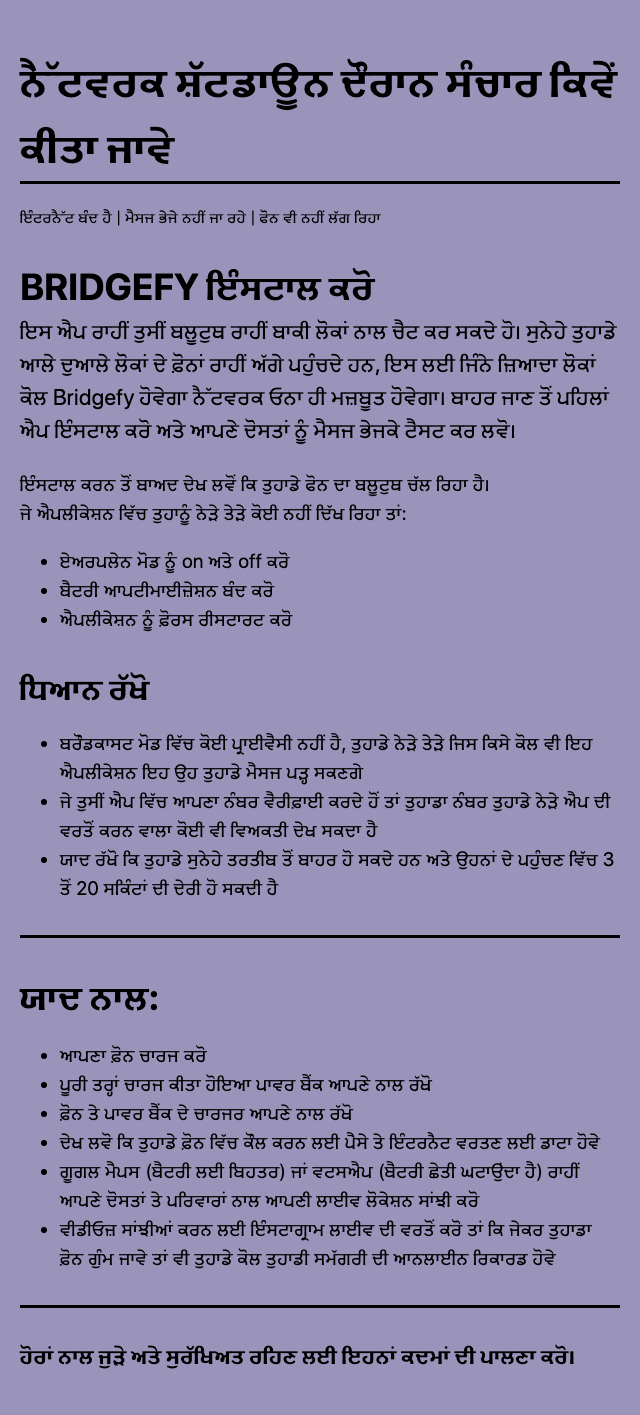 ਨੈੱਟਵਰਕ ਸ਼ੱਟਡਾਊਨ ਦੌਰਾਨ ਸੰਚਾਰ ਕਿਵੇਂ
ਕੀਤਾ ਜਾਵੇ
ਇੰਟਰਨੈੱਟ ਬੰਦ ਹੈ | ਮੈਸਜ ਭੇਜੇ ਨਹੀਂ ਜਾ ਰਹੇ | ਫੋਨ ਵੀ ਨਹੀਂ ਲੱਗ ਰਿਹਾ
BRIDGEFY ਇੰਸਟਾਲ ਕਰੋ
ਇਸ ਐਪ ਰਾਹੀਂ ਤੁਸੀਂ ਬਲੂਟੁਥ ਰਾਹੀਂ ਬਾਕੀ ਲੋਕਾਂ ਨਾਲ ਚੈਟ ਕਰ ਸਕਦੇ ਹੋ। ਸੁਨੇਹੇ ਤੁਹਾਡੇ
ਆਲੇ ਦੁਆਲੇ ਲੋਕਾਂ ਦੇ ਫ਼ੋਨਾਂ ਰਾਹੀਂ ਅੱਗੇ ਪਹੁੰਚਦੇ ਹਨ, ਇਸ ਲਈ ਜਿੰਨੇ ਜ਼ਿਆਦਾ ਲੋਕਾਂ
ਕੋਲ Bridgefy ਹੋਵੇਗਾ ਨੈੱਟਵਰਕ ਓਨਾ ਹੀ ਮਜ਼ਬੂਤ ਹੋਵੇਗਾ। ਬਾਹਰ ਜਾਣ ਤੋਂ ਪਹਿਲਾਂ
ਐਪ ਇੰਸਟਾਲ ਕਰੋ ਅਤੇ ਆਪਣੇ ਦੋਸਤਾਂ ਨੂੰ ਮੈਸਜ ਭੇਜਕੇ ਟੈਸਟ ਕਰ ਲਵੋ।
ਇੰਸਟਾਲ ਕਰਨ ਤੋਂ ਬਾਅਦ ਦੇਖ ਲਵੋਂ ਕਿ ਤੁਹਾਡੇ ਫੋਨ ਦਾ ਬਲੂਟੁਥ ਚੱਲ ਰਿਹਾ ਹੈ।
ਜੇ ਐਪਲੀਕੇਸ਼ਨ ਵਿੱਚ ਤੁਹਾਨੂੰ ਨੇੜੇ ਤੇੜੇ ਕੋਈ ਨਹੀਂ ਦਿੱਖ ਰਿਹਾ ਤਾਂ:
• ਏਅਰਪਲੇਨ ਮੋਡ ਨੂੰ on ਅਤੇ off ਕਰੋ
• ਬੈਟਰੀ ਆਪਟੀਮਾਈਜ਼ੇਸ਼ਨ ਬੰਦ ਕਰੋ
• ਐਪਲੀਕੇਸ਼ਨ ਨੂੰ ਫ਼ੋਰਸ ਰੀਸਟਾਰਟ ਕਰੋ
ਧਿਆਨ ਰੱਖੋ
• ਬਰੌਡਕਾਸਟ ਮੋਡ ਵਿੱਚ ਕੋਈ ਪ੍ਰਾਈਵੈਸੀ ਨਹੀਂ ਹੈ, ਤੁਹਾਡੇ ਨੇੜੇ ਤੇੜੇ ਜਿਸ ਕਿਸੇ ਕੋਲ ਵੀ ਇਹ
ਐਪਲੀਕੇਸ਼ਨ ਇਹ ਉਹ ਤੁਹਾਡੇ ਮੈਸਜ ਪੜ੍ਹ ਸਕਣਗੇ
• ਜੇ ਤੁਸੀਂ ਐਪ ਵਿੱਚ ਆਪਣਾ ਨੰਬਰ ਵੈਰੀਫ਼ਾਈ ਕਰਦੇ ਹੋਂ ਤਾਂ ਤੁਹਾਡਾ ਨੰਬਰ ਤੁਹਾਡੇ ਨੇੜੇ ਐਪ ਦੀ
ਵਰਤੋਂ ਕਰਨ ਵਾਲਾ ਕੋਈ ਵੀ ਵਿਅਕਤੀ ਦੇਖ ਸਕਦਾ ਹੈ
• ਯਾਦ ਰੱਖੋ ਕਿ ਤੁਹਾਡੇ ਸੁਨੇਹੇ ਤਰਤੀਬ ਤੋਂ ਬਾਹਰ ਹੋ ਸਕਦੇ ਹਨ ਅਤੇ ਉਹਨਾਂ ਦੇ ਪਹੁੰਚਣ ਵਿੱਚ 3
ਤੋਂ 20 ਸਕਿੰਟਾਂ ਦੀ ਦੇਰੀ ਹੋ ਸਕਦੀ ਹੈ
ਯਾਦ ਨਾਲ:
• ਆਪਣਾ ਫ਼ੋਨ ਚਾਰਜ ਕਰੋ
• ਪੂਰੀ ਤਰ੍ਹਾਂ ਚਾਰਜ ਕੀਤਾ ਹੋਇਆ ਪਾਵਰ ਬੈਂਕ ਆਪਣੇ ਨਾਲ ਰੱਖੋ
• ਫ਼ੋਨ ਤੇ ਪਾਵਰ ਬੈਂਕ ਦੇ ਚਾਰਜਰ ਆਪਣੇ ਨਾਲ ਰੱਖੋ
• ਦੇਖ ਲਵੋ ਕਿ ਤੁਹਾਡੇ ਫ਼ੋਨ ਵਿੱਚ ਕੌਲ ਕਰਨ ਲਈ ਪੈਸੇ ਤੇ ਇੰਟਰਨੈਟ ਵਰਤਣ ਲਈ ਡਾਟਾ ਹੋਵੇ
• ਗੂਗਲ ਮੈਪਸ (ਬੈਟਰੀ ਲਈ ਬਿਹਤਰ) ਜਾਂ ਵਟਸਐਪ (ਬੈਟਰੀ ਛੇਤੀ ਘਟਾਉਂਦਾ ਹੈ) ਰਾਹੀਂ
ਆਪਣੇ ਦੋਸਤਾਂ ਤੇ ਪਰਿਵਾਰਾਂ ਨਾਲ ਆਪਣੀ ਲਾਈਵ ਲੋਕੇਸ਼ਨ ਸਾਂਝੀ ਕਰੋ
• ਵੀਡੀਓਜ਼ ਸਾਂਝੀਆਂ ਕਰਨ ਲਈ ਇੰਸਟਾਗ੍ਰਾਮ ਲਾਈਵ ਦੀ ਵਰਤੋਂ ਕਰੋ ਤਾਂ ਕਿ ਜੇਕਰ ਤੁਹਾਡਾ
ਫ਼ੋਨ ਗੁੰਮ ਜਾਵੇ ਤਾਂ ਵੀ ਤੁਹਾਡੇ ਕੋਲ ਤੁਹਾਡੀ ਸਮੱਗਰੀ ਦੀ ਆਨਲਾਈਨ ਰਿਕਾਰਡ ਹੋਵੇ
ਹੋਰਾਂ ਨਾਲ ਜੁੜੇ ਅਤੇ ਸੁਰੱਖਿਅਤ ਰਹਿਣ ਲਈ ਇਹਨਾਂ ਕਦਮਾਂ ਦੀ ਪਾਲਣਾ ਕਰੋ।